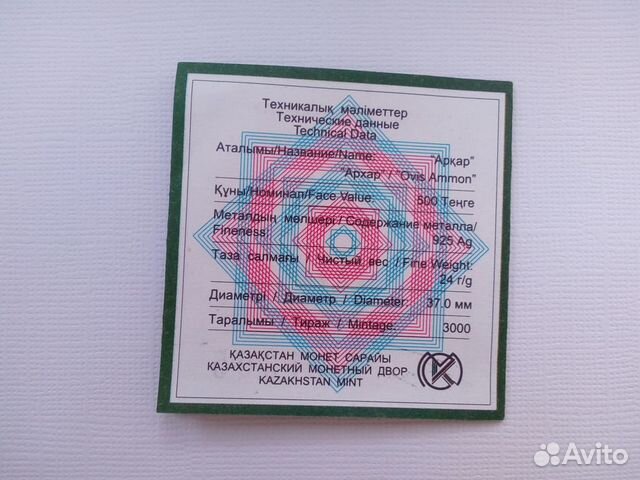 Техникалық мәліметтер
Технические данные
Technical Data
Аталымы/Название/Name: "Арқар"
"Архар" / "Ovis Ammon"
Құны/Номинал/Face Value: 500 Теңге
Металдың мөлшері / Содержание металла/
Fineness: 925 Ag
Таза салмағы / Чистый вес / Fine Weight:
24 г/g
Диаметрі / Диаметр / Diameter: 37.0 мм
Таралымы / Тираж / Mintage: 3000
ҚАЗАҚСТАН МОНЕТ САРАЙЫ
КАЗАХСТАНСКИЙ МОНЕТНЫЙ ДВОР
KAZAKHSTAN MINT
Avito